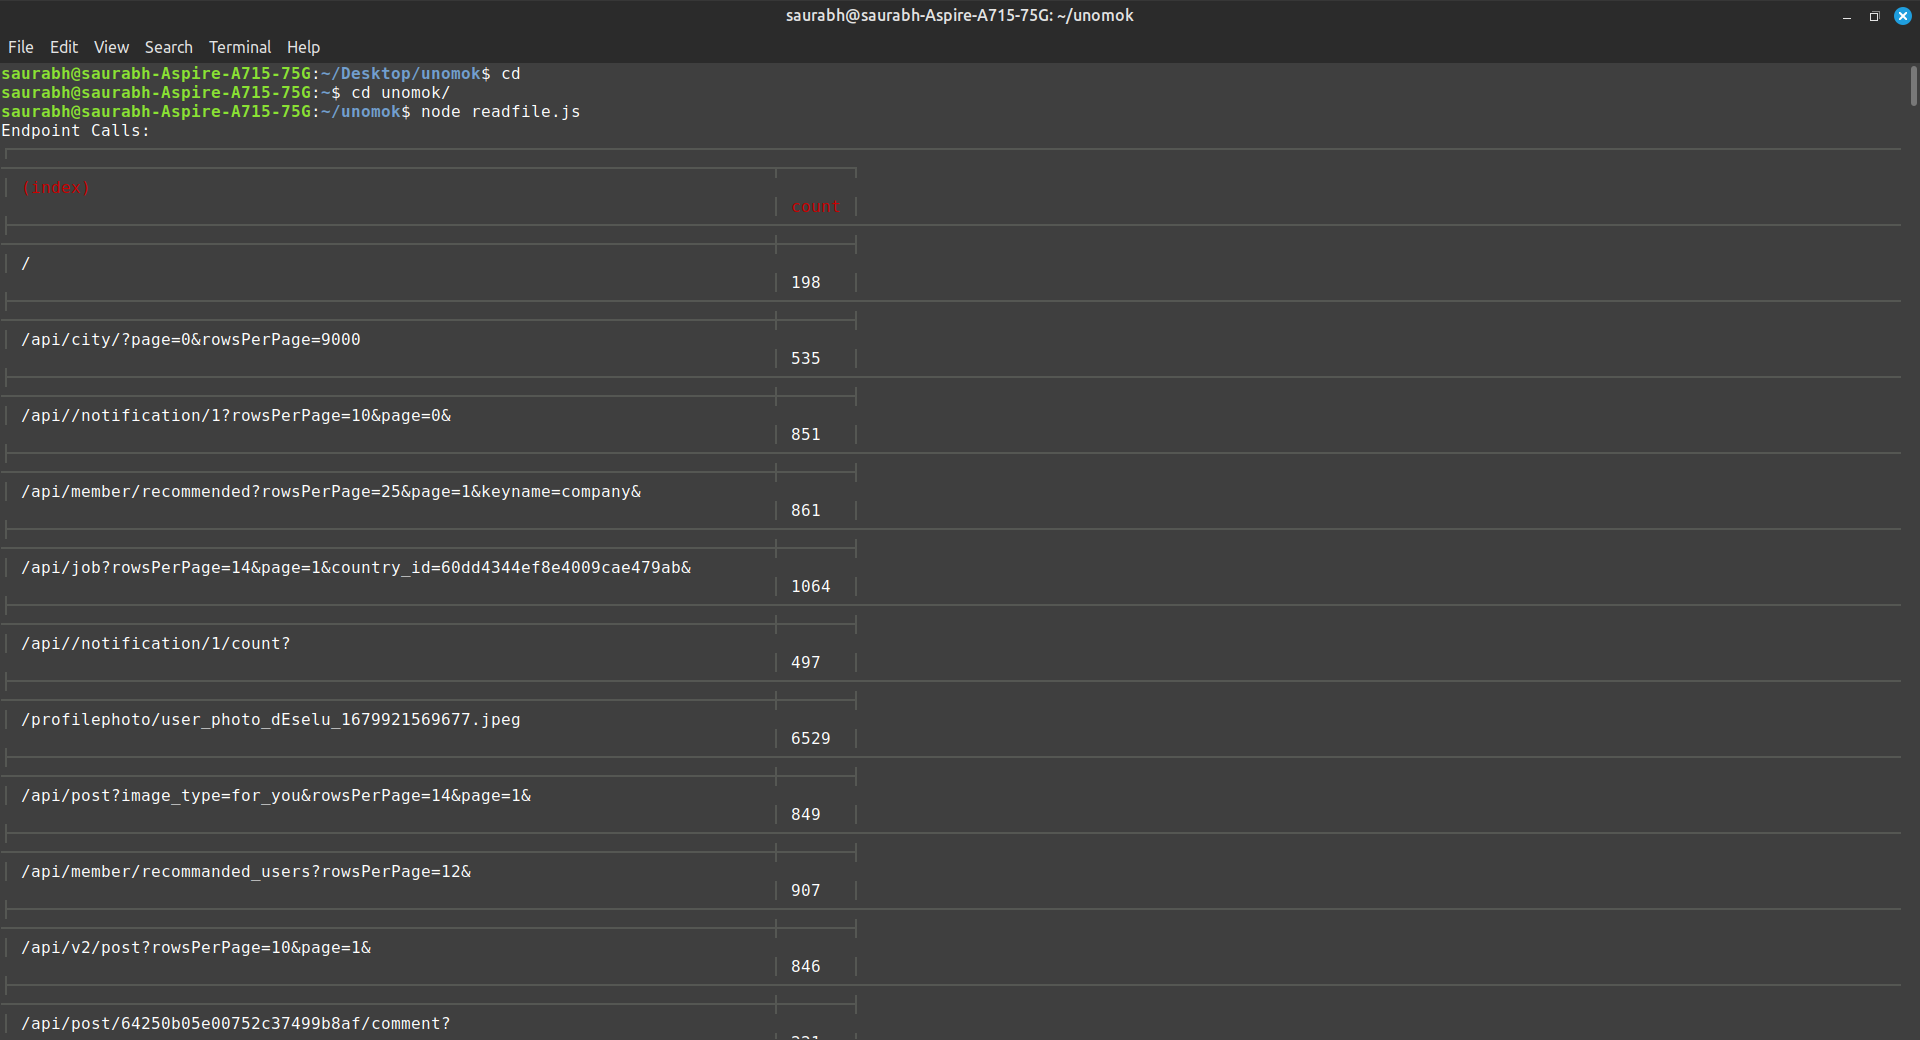 saurabh@saurabh-Aspire-A715-75G: ~/unomok
File Edit View Search Terminal Help
saurabh@saurabh-Aspire-A715-75G:~/Desktop/unomok$ cd
saurabh@saurabh-Aspire-A715-75G:~$ cd unomok/
saurabh@saurabh-Aspire-A715-75G:~/unomok$ node readfile.js
Endpoint Calls:
(index)
count
/
198
/api/city/?page=0&rowsPerPage=9000
535
/api//notification/1?rowsPerPage=10&page=0&
851
/api/member/recommended?rowsPerPage=25&page=1&keyname=company&
861
/api/job?rowsPerPage=14&page=1&country_id=60dd4344ef8e4009cae479ab&
1064
/api//notification/1/count?
497
/profilephoto/user_photo_dEselu_1679921569677.jpeg
6529
/api/post?image_type=for_you&rowsPerPage=14&page=1&
849
/api/member/recommanded_users?rowsPerPage=12&
907
/api/v2/post?rowsPerPage=10&page=1&
846
/api/post/64250b05e00752c37499b8af/comment?